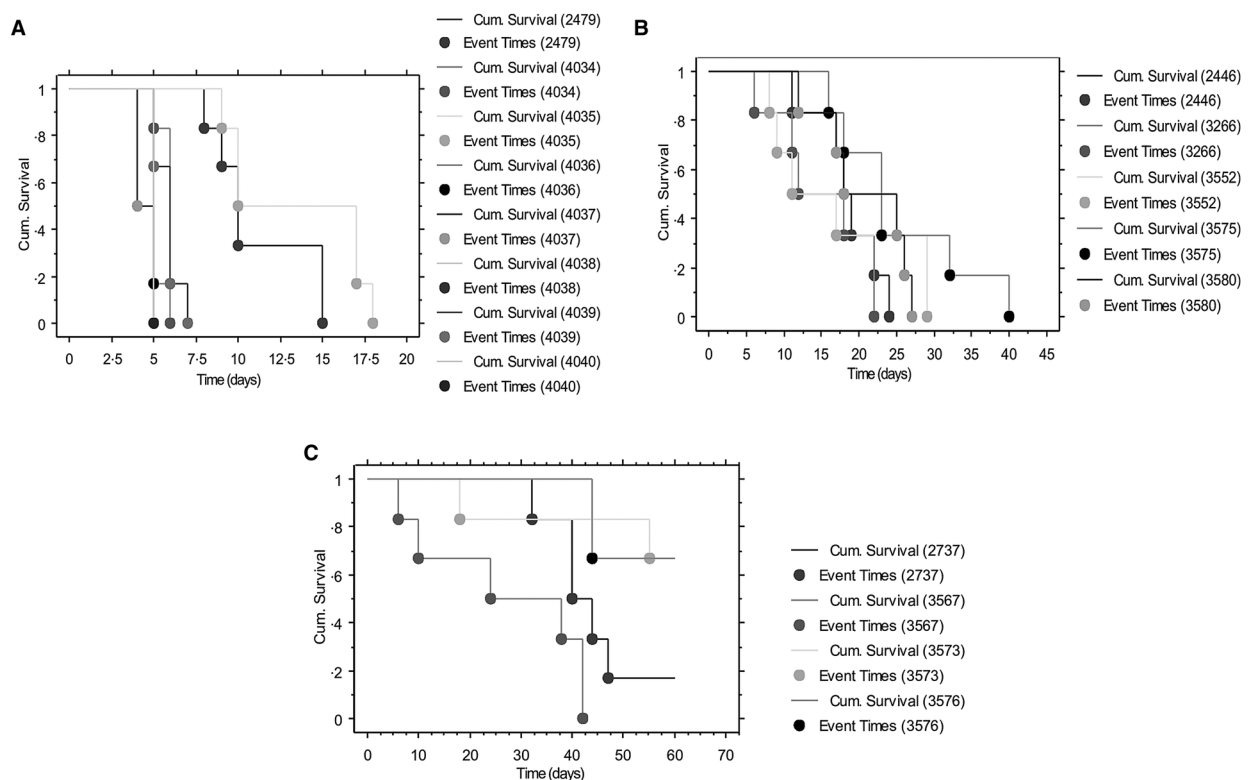 A
Cum. Survival (2479)
Event Times (2479)
Cum. Survival (4034)
Event Times (4034)
Cum. Survival (4035)
Event Times (4035)
Cum. Survival (4036)
Event Times (4036)
Cum. Survival (4037)
Event Times (4037)
Cum. Survival (4038)
Event Times (4038)
Cum. Survival (4039)
Event Times (4039)
Cum. Survival (4040)
Event Times (4040)
Cum. Survival
1
·8
·6
·4
·2
0
0 2·5 5 7·5 10 12·5 15 17·5 20
Time (days)
B
Cum. Survival
1
·8
·6
·4
·2
0
0 5 10 15 20 25 30 35 40 45
Time (days)
Cum. Survival (2446)
Event Times (2446)
Cum. Survival (3266)
Event Times (3266)
Cum. Survival (3552)
Event Times (3552)
Cum. Survival (3575)
Event Times (3575)
Cum. Survival (3580)
Event Times (3580)
C
Cum. Survival
1
·8
·6
·4
·2
0
0 10 20 30 40 50 60 70
Time (days)
Cum. Survival (2737)
Event Times (2737)
Cum. Survival (3567)
Event Times (3567)
Cum. Survival (3573)
Event Times (3573)
Cum. Survival (3576)
Event Times (3576)